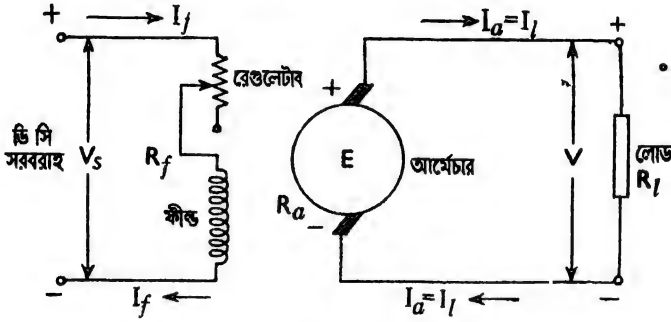 +
I_f
ডি সি
সরবরাহ
V_s
R_f
রেগুলেটাব
ফীল্ড
−
I_f
I_a=I_l
+
+
E
আর্মেচার
R_a
−
V
লোড
R_l
I_a=I_l
−